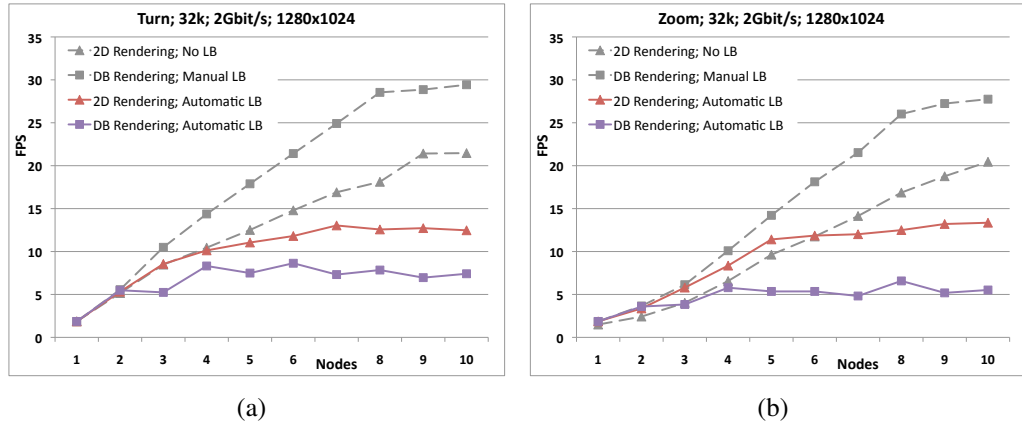 Turn; 32k; 2Gbit/s; 1280x1024
35
30
25
20
15
10
5
0
FPS
2D Rendering; No LB
DB Rendering; Manual LB
2D Rendering; Automatic LB
DB Rendering; Automatic LB
1 2 3 4 5 6 Nodes 8 9 10
(a)
Zoom; 32k; 2Gbit/s; 1280x1024
35
30
25
20
15
10
5
0
FPS
2D Rendering; No LB
DB Rendering; Manual LB
2D Rendering; Automatic LB
DB Rendering; Automatic LB
1 2 3 4 5 6 Nodes 8 9 10
(b)